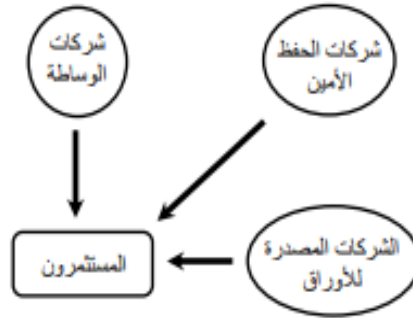 شركات الحفظ
الأمين
شركات
الوساطة
الشركات المصدرة
للأوراق
المستثمرون